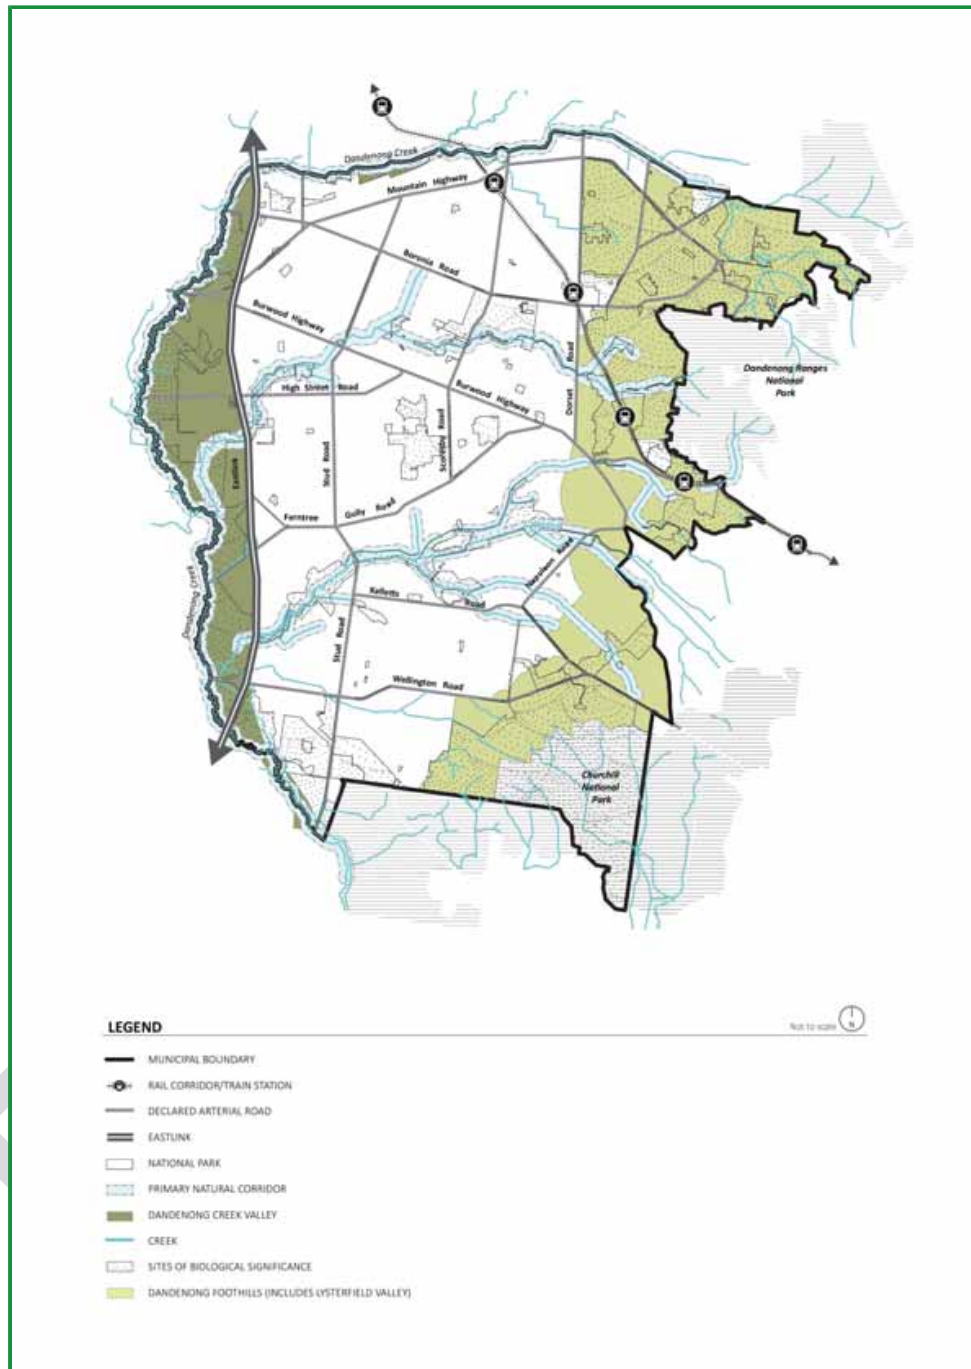 Dandenong Creek
Mountain Highway
Boronia Road
Burwood Highway
High Street Road
Burwood Highway
Dorset Road
Dandenong Ranges
National
Park
Stud Road
Scoresby Road
Eastlink
Ferntree Gully Road
Napoleon Road
Dandenong Creek
Kelletts Road
Stud Road
Wellington Road
Churchill
National
Park
LEGEND
Not to scale
N
MUNICIPAL BOUNDARY
RAIL CORRIDOR/TRAIN STATION
DECLARED ARTERIAL ROAD
EASTLINK
NATIONAL PARK
PRIMARY NATURAL CORRIDOR
DANDENONG CREEK VALLEY
CREEK
SITES OF BIOLOGICAL SIGNIFICANCE
DANDENONG FOOTHILLS (INCLUDES LYSTERFIELD VALLEY)